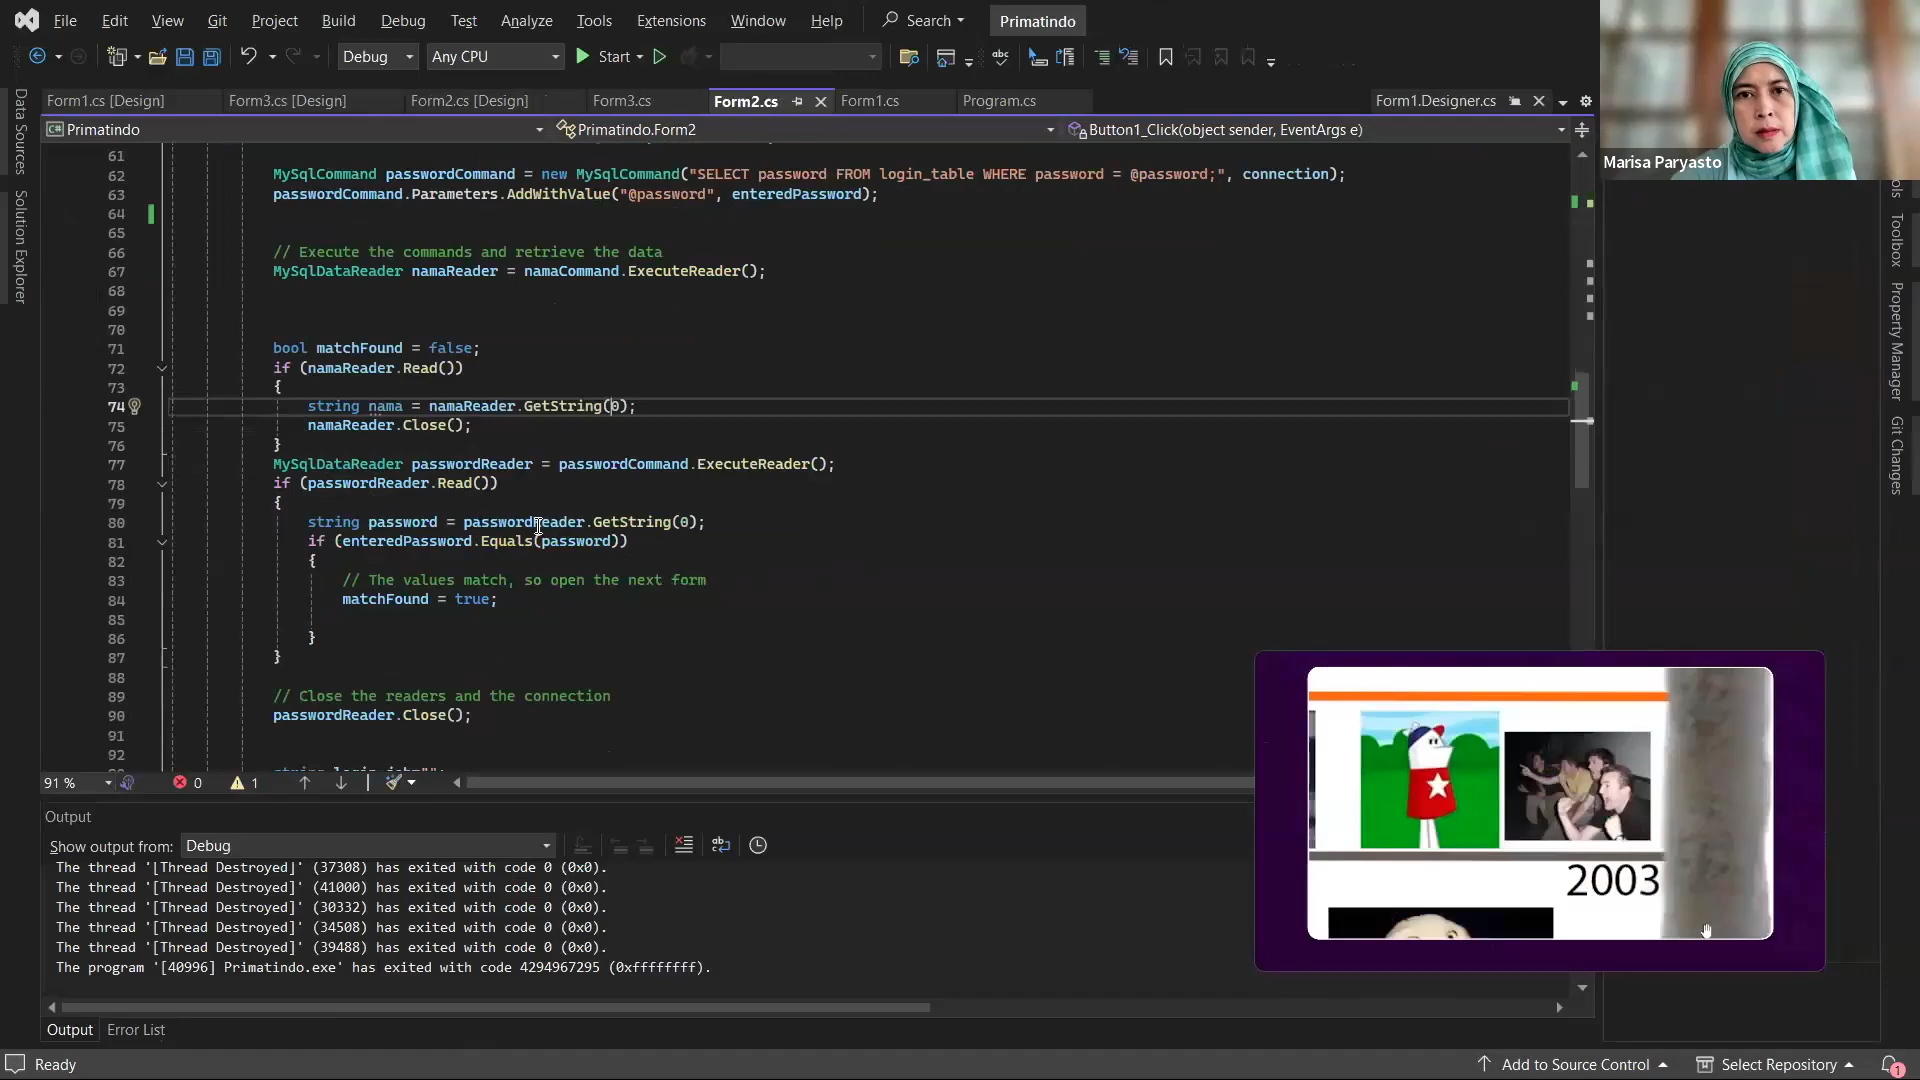 File Edit View Git Project Build Debug Test Analyze Tools Extensions Window Help Search Primatindo
Debug Any CPU Start
Form1.cs [Design] Form3.cs [Design] Form2.cs [Design] Form3.cs Form2.cs Form1.cs Program.cs Form1.Designer.cs
Primatindo Primatindo.Form2 Button1_Click(object sender, EventArgs e)
Marisa Paryasto
Data Sources
Solution Explorer
Toolbox
Property Manager
Git Changes
61
62 MySqlCommand passwordCommand = new MySqlCommand("SELECT password FROM login_table WHERE password = @password;", connection);
63 passwordCommand.Parameters.AddWithValue("@password", enteredPassword);
64
65
66 // Execute the commands and retrieve the data
67 MySqlDataReader namaReader = namaCommand.ExecuteReader();
68
69
70
71 bool matchFound = false;
72 if (namaReader.Read())
73 {
74 string nama = namaReader.GetString(0);
75 namaReader.Close();
76 }
77 MySqlDataReader passwordReader = passwordCommand.ExecuteReader();
78 if (passwordReader.Read())
79 {
80 string password = passwordReader.GetString(0);
81 if (enteredPassword.Equals(password))
82 {
83 // The values match, so open the next form
84 matchFound = true;
85
86 }
87 }
88
89 // Close the readers and the connection
90 passwordReader.Close();
91
92
91 % 0 1
Output
Show output from: Debug
The thread '[Thread Destroyed]' (37308) has exited with code 0 (0x0).
The thread '[Thread Destroyed]' (41000) has exited with code 0 (0x0).
The thread '[Thread Destroyed]' (30332) has exited with code 0 (0x0).
The thread '[Thread Destroyed]' (34508) has exited with code 0 (0x0).
The thread '[Thread Destroyed]' (39488) has exited with code 0 (0x0).
The program '[40996] Primatindo.exe' has exited with code 4294967295 (0xffffffff).
2003
Output Error List
Ready Add to Source Control Select Repository 1